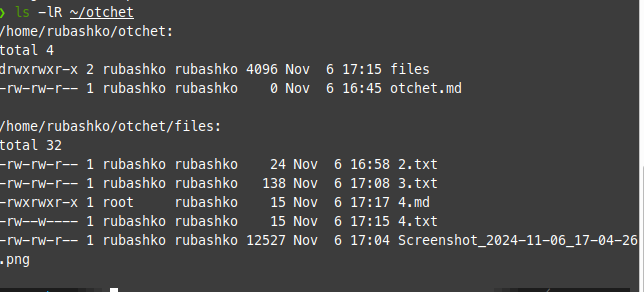 ❯ ls -lR ~/otchet
/home/rubashko/otchet:
total 4
drwxrwxr-x 2 rubashko rubashko 4096 Nov  6 17:15 files
-rw-rw-r-- 1 rubashko rubashko    0 Nov  6 16:45 otchet.md

/home/rubashko/otchet/files:
total 32
-rw-rw-r-- 1 rubashko rubashko    24 Nov  6 16:58 2.txt
-rw-rw-r-- 1 rubashko rubashko   138 Nov  6 17:08 3.txt
-rwxrwxr-x 1 root     rubashko    15 Nov  6 17:17 4.md
-rw--w---- 1 rubashko rubashko    15 Nov  6 17:15 4.txt
-rw-rw-r-- 1 rubashko rubashko 12527 Nov  6 17:04 Screenshot_2024-11-06_17-04-26
.png